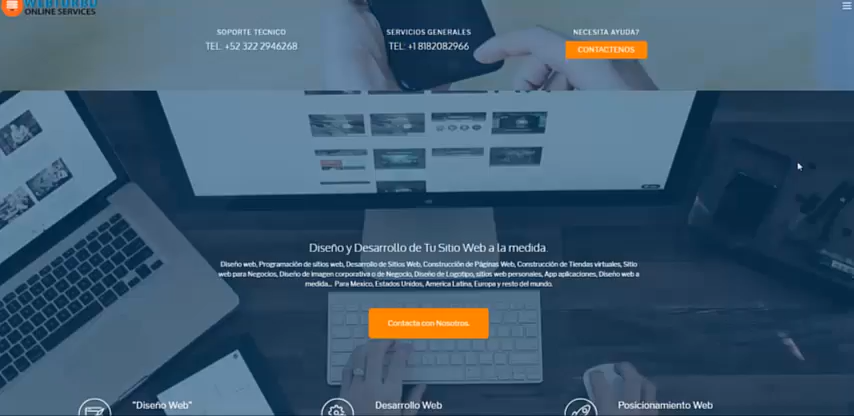 WEBTURBO
ONLINE SERVICES
SOPORTE TECNICO
TEL: +52 322 2946268
SERVICIOS GENERALES
TEL: +1 8182082966
NECESITA AYUDA?
CONTACTENOS
Diseño y Desarrollo de Tu Sitio Web a la medida.
Diseño web, Programación de sitios web, Desarrollo de Sitios Web, Construcción de Páginas Web, Construcción de Tiendas virtuales, Sitio
web para Negocios, Diseño de Imagen corporativa o de Negocio, Diseño de Logotipo, sitios web personales, App aplicaciones, Diseño web a
medida... Para Mexico, Estados Unidos, America Latina, Europa y resto del mundo.
Contacta con Nosotros.
"Diseño Web"
Desarrollo Web
Posicionamiento Web